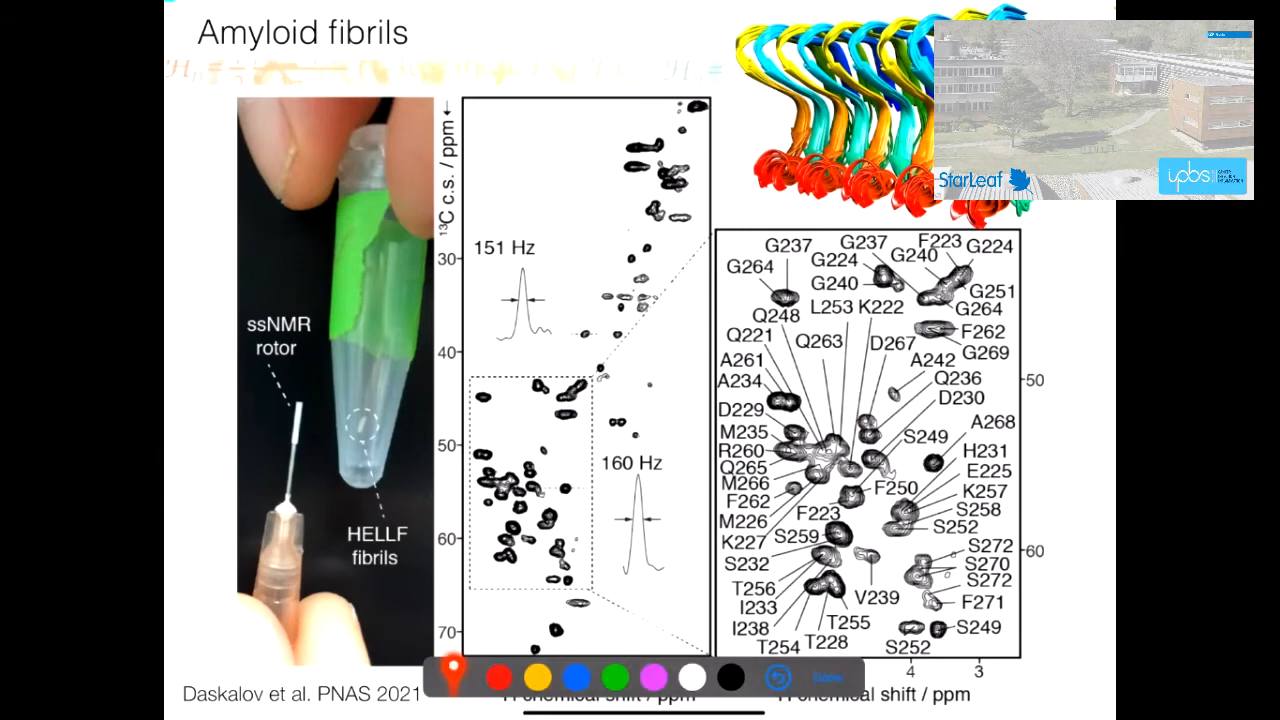 Amyloid fibrils
StarLeaf
ipbs
ssNMR
rotor
HELLF
fibrils
13C c.s. / ppm
30
40
50
60
70
151 Hz
160 Hz
G237
G237
F223
G224
G264
G224
G240
G240
G251
G264
Q248
L253
K222
F262
Q221
Q263
D267
G269
A261
A242
A234
Q236
D229
D230
M235
S249
A268
R260
H231
Q265
E225
M266
F250
K257
F262
F223
S258
M226
S259
S252
K227
S272
S232
S270
T256
S272
I233
V239
F271
I238
T255
S249
T254
T228
S252
50
60
4
3
Daskalov et al. PNAS 2021
chemical shift / ppm
chemical shift / ppm